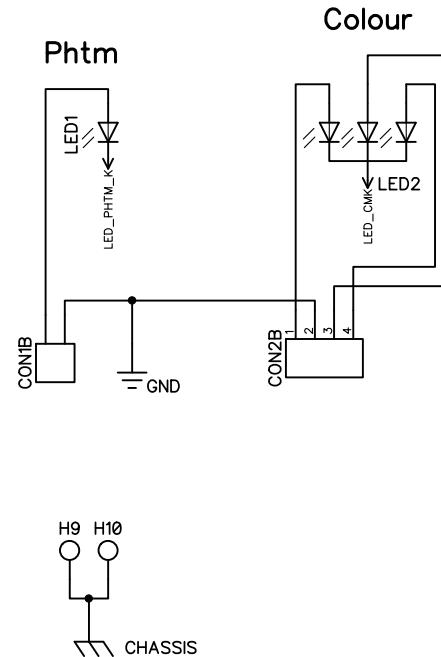 Colour
Phtm
LED1
LED_PHTM_K
LED2
LED_CMK
1
2
3
4
CON1B
CON2B
GND
H9 H10
CHASSIS